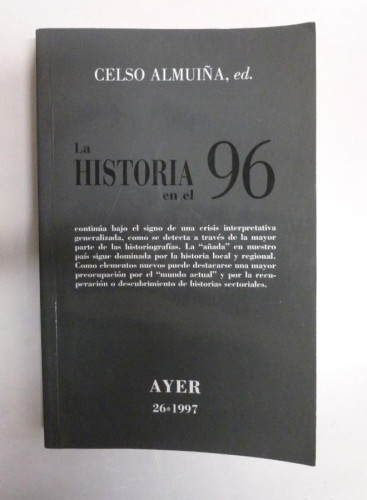 CELSO ALMUIÑA, ed.
La
HISTORIA
en el
96
continúa bajo el signo de una crisis interpretativa
generalizada, como se detecta a través de la mayor
parte de las historiografías. La "añada" en nuestro
país sigue dominada por la historia local y regional.
Como elementos nuevos puede destacarse una mayor
preocupación por el "mundo actual" y por la recu-
peración o descubrimiento de historias sectoriales.
AYER
26*1997